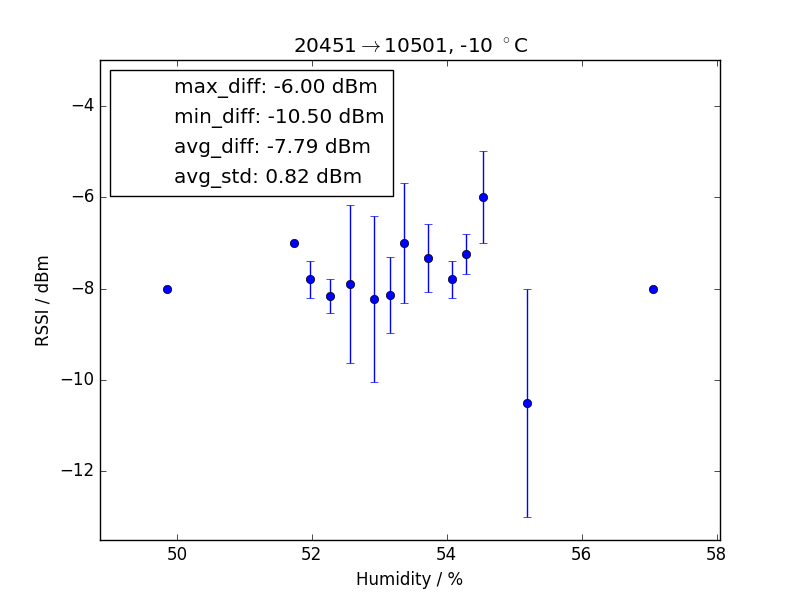 20451→10501, -10 °C
max_diff: -6.00 dBm
min_diff: -10.50 dBm
avg_diff: -7.79 dBm
avg_std: 0.82 dBm
−4
−6
−8
−10
−12
RSSI / dBm
50 52 54 56 58
Humidity / %